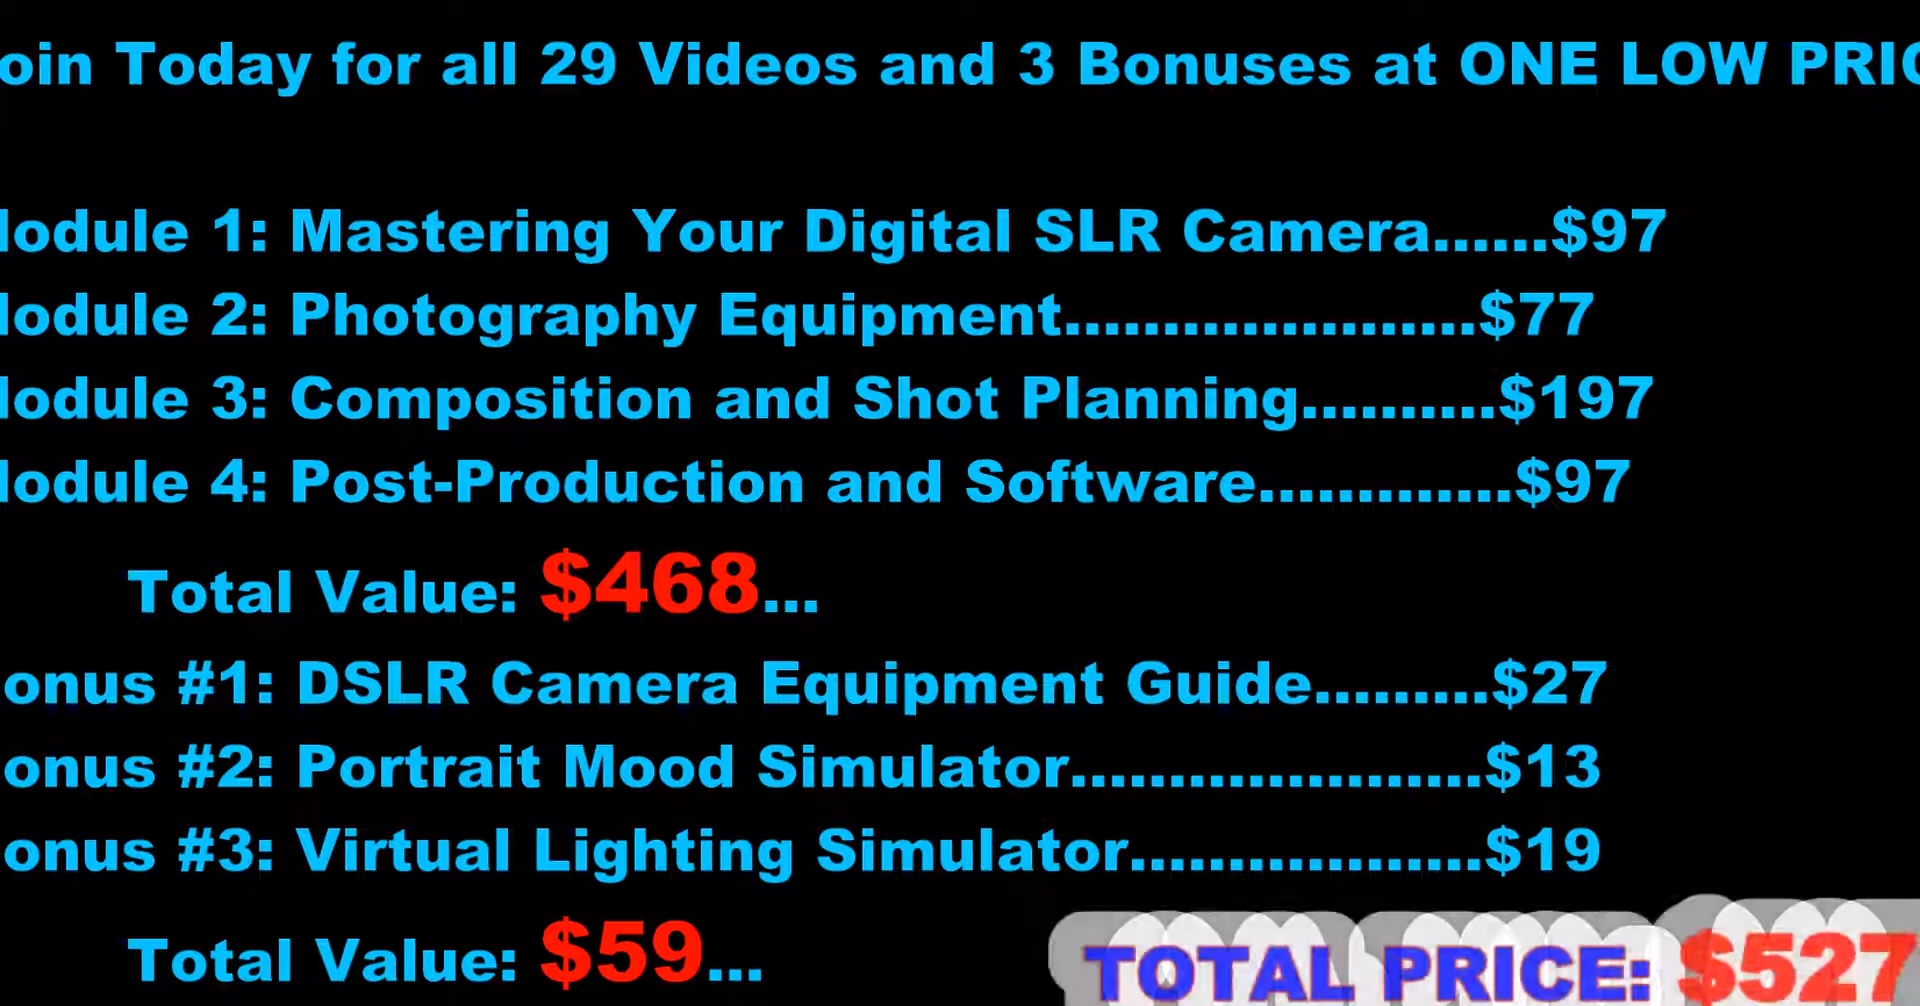 oin Today for all 29 Videos and 3 Bonuses at ONE LOW PRIC
lodule 1: Mastering Your Digital SLR Camera......$97
lodule 2: Photography Equipment.....................$77
lodule 3: Composition and Shot Planning..........$197
lodule 4: Post-Production and Software.............$97
Total Value: $468...
onus #1: DSLR Camera Equipment Guide.........$27
onus #2: Portrait Mood Simulator.....................$13
onus #3: Virtual Lighting Simulator..................$19
Total Value: $59...
TOTAL PRICE: $527